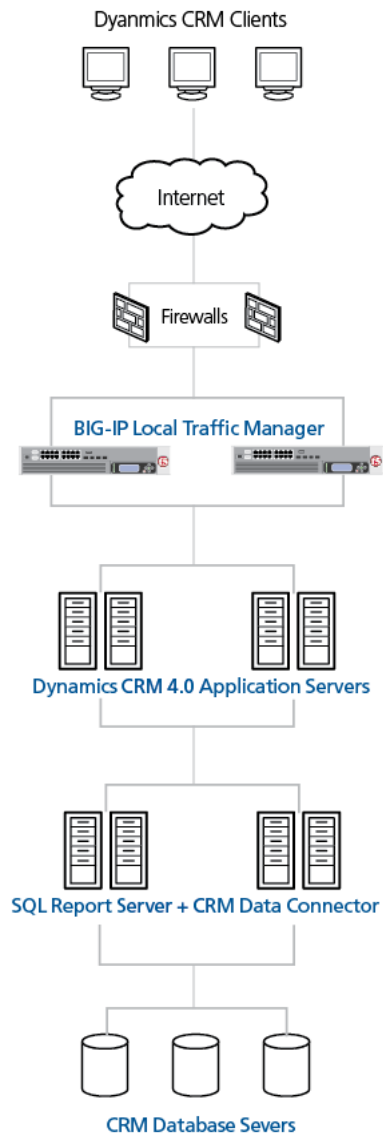 Dyanmics CRM Clients
Internet
Firewalls
BIG-IP Local Traffic Manager
Dynamics CRM 4.0 Application Servers
SQL Report Server + CRM Data Connector
CRM Database Severs